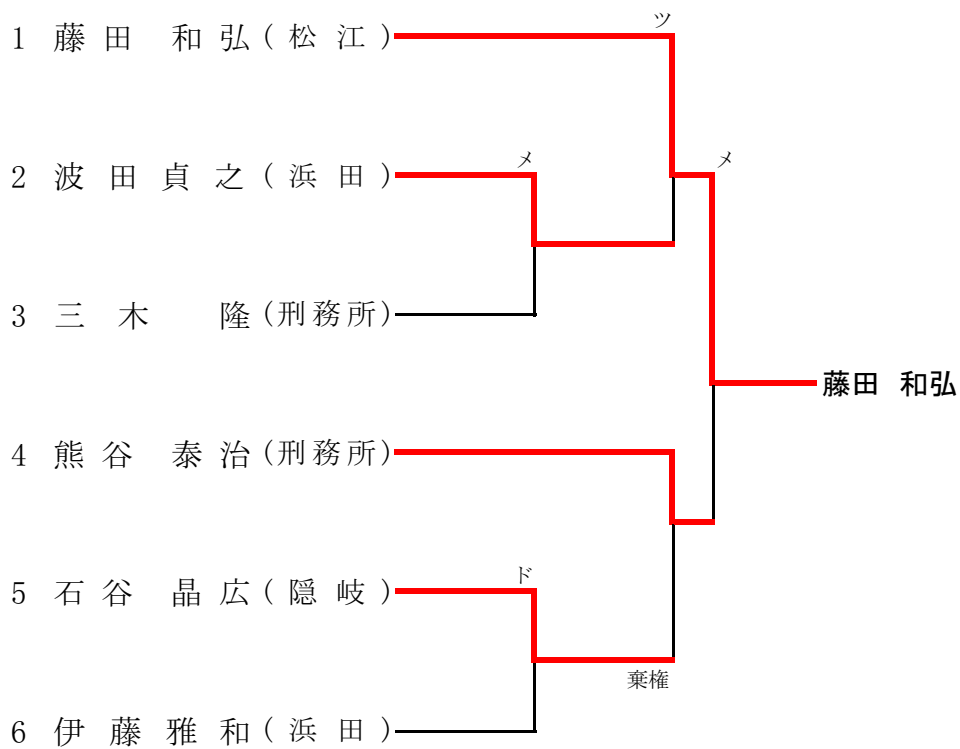 ツ
1 藤田 和弘(松江)
メ メ
2 波田貞之(浜田)
3 三木 隆(刑務所)
藤田 和弘
4 熊谷 泰治(刑務所)
ド
5 石谷 晶広(隠岐)
棄権
6 伊藤雅和(浜田)